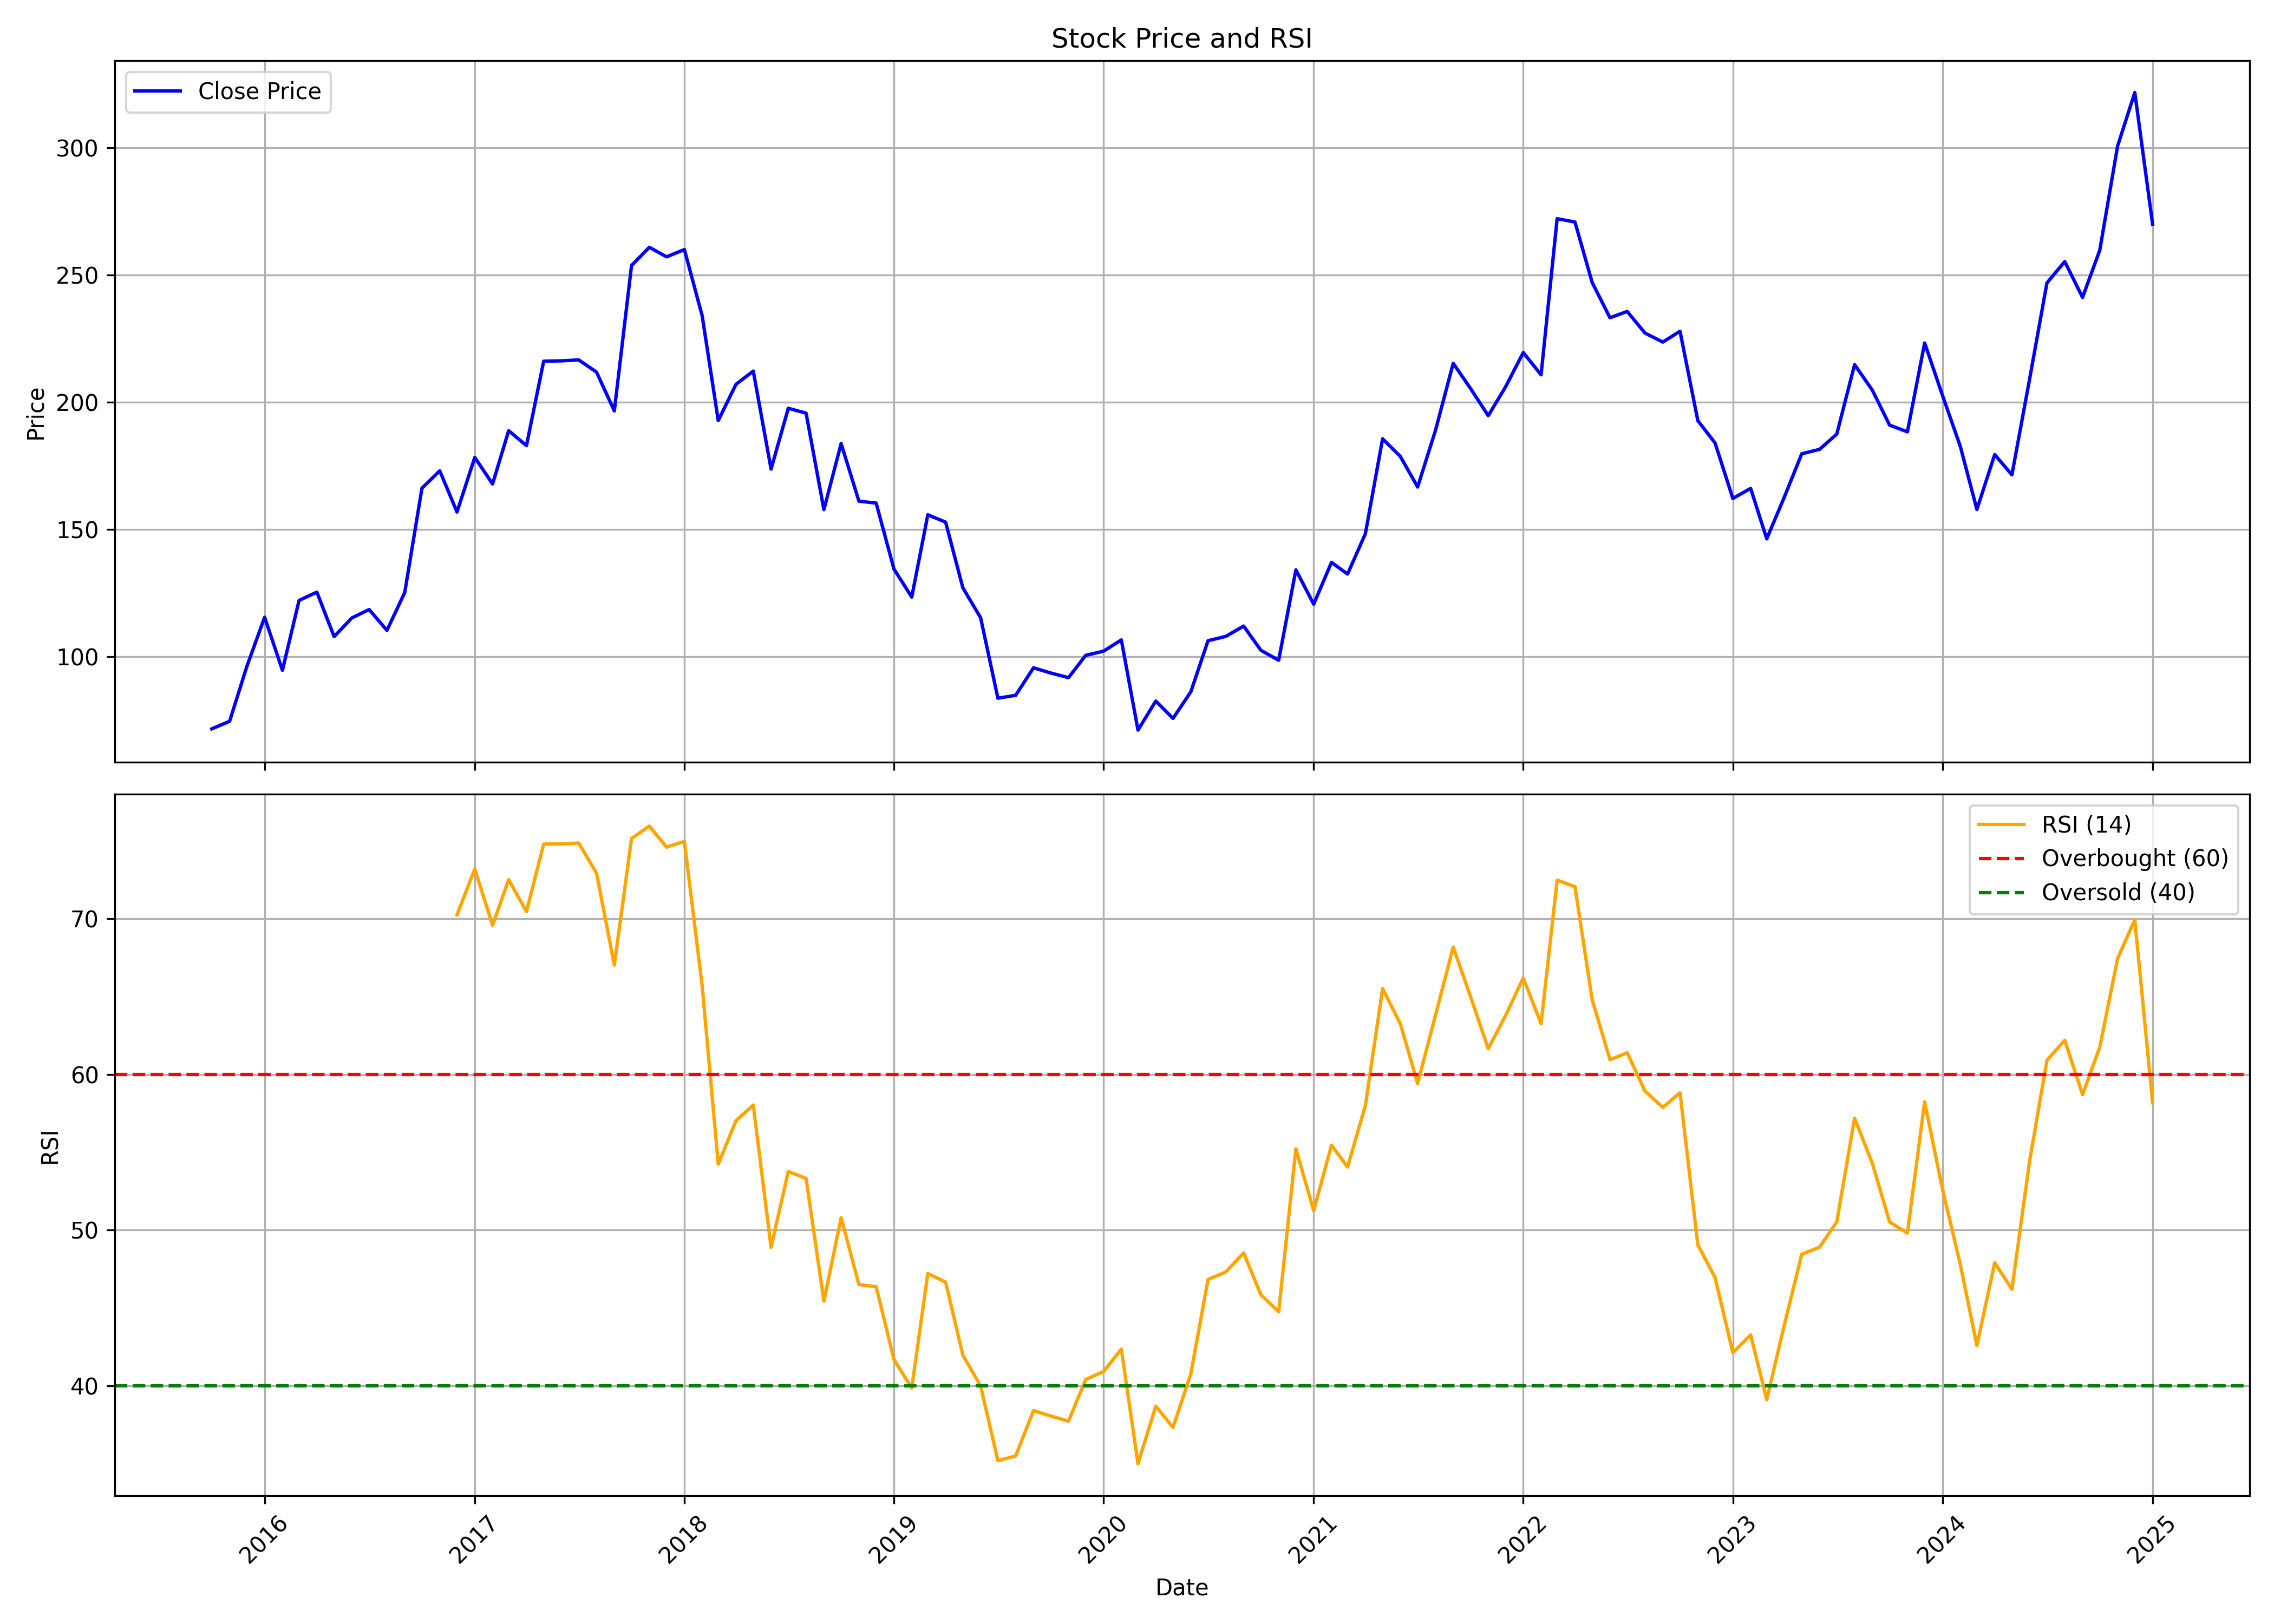 Stock Price and RSI
Close Price
300
250
200
150
100
Price
RSI (14)
Overbought (60)
Oversold (40)
70
60
50
40
RSI
2016
2017
2018
2019
2020
2021
2022
2023
2024
2025
Date